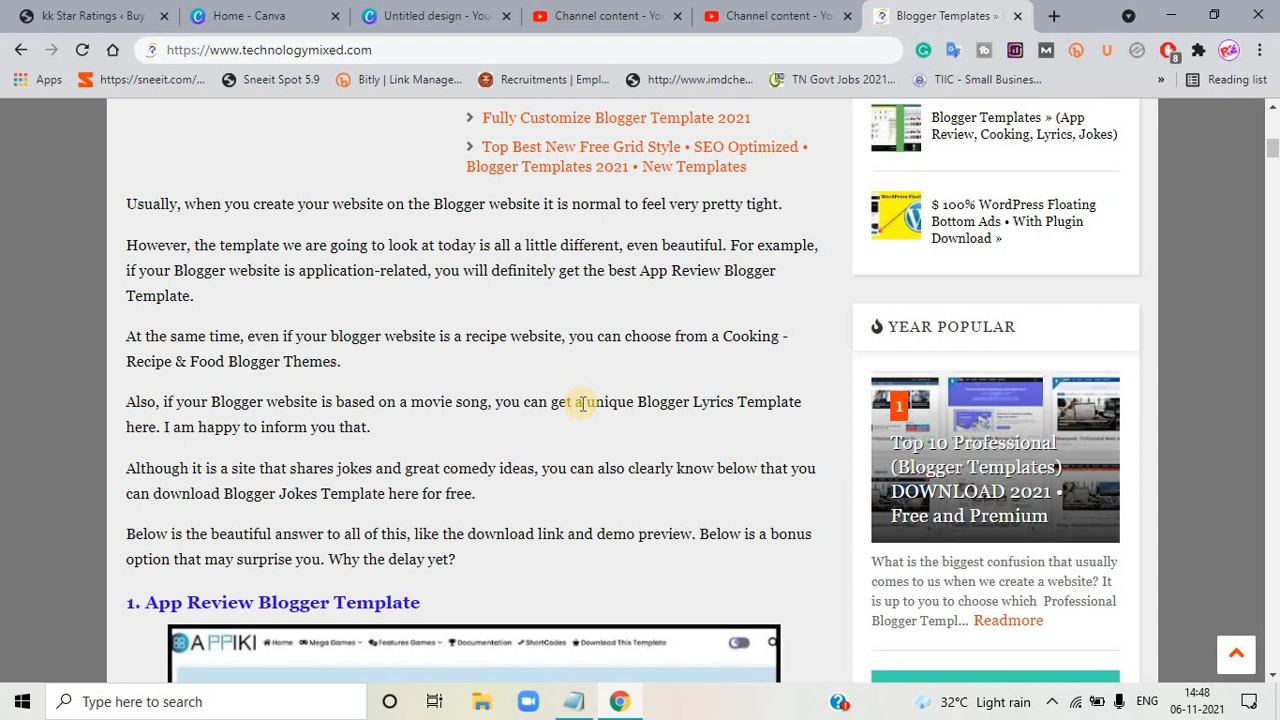 kk Star Ratings - Buy
Home - Canva
Untitled design - You
Channel content - Yo
Channel content - Yo
Blogger Templates »
https://www.technologymixed.com
Apps
https://sneeit.com/...
Sneeit Spot 5.9
Bitly | Link Manage...
Recruitments | Empl...
http://www.imdche...
TN Govt Jobs 2021...
TIIC - Small Business...
»
Reading list
Fully Customize Blogger Template 2021
Top Best New Free Grid Style • SEO Optimized •
Blogger Templates 2021 • New Templates
Usually, when you create your website on the Blogger website it is normal to feel very pretty tight.
However, the template we are going to look at today is all a little different, even beautiful. For example,
if your Blogger website is application-related, you will definitely get the best App Review Blogger
Template.
At the same time, even if your blogger website is a recipe website, you can choose from a Cooking -
Recipe & Food Blogger Themes.
Also, if your Blogger website is based on a movie song, you can get a unique Blogger Lyrics Template
here. I am happy to inform you that.
Although it is a site that shares jokes and great comedy ideas, you can also clearly know below that you
can download Blogger Jokes Template here for free.
Below is the beautiful answer to all of this, like the download link and demo preview. Below is a bonus
option that may surprise you. Why the delay yet?
1. App Review Blogger Template
APPIKI
Home
Mega Games
Features Games
Documentation
ShortCodes
Download This Template
Blogger Templates » (App
Review, Cooking, Lyrics, Jokes)
$ 100% WordPress Floating
Bottom Ads • With Plugin
Download »
YEAR POPULAR
1
Top 10 Professional
(Blogger Templates)
DOWNLOAD 2021 •
Free and Premium
What is the biggest confusion that usually
comes to us when we create a website? It
is up to you to choose which Professional
Blogger Templ... Readmore
Type here to search
32°C Light rain
ENG
14:48
06-11-2021